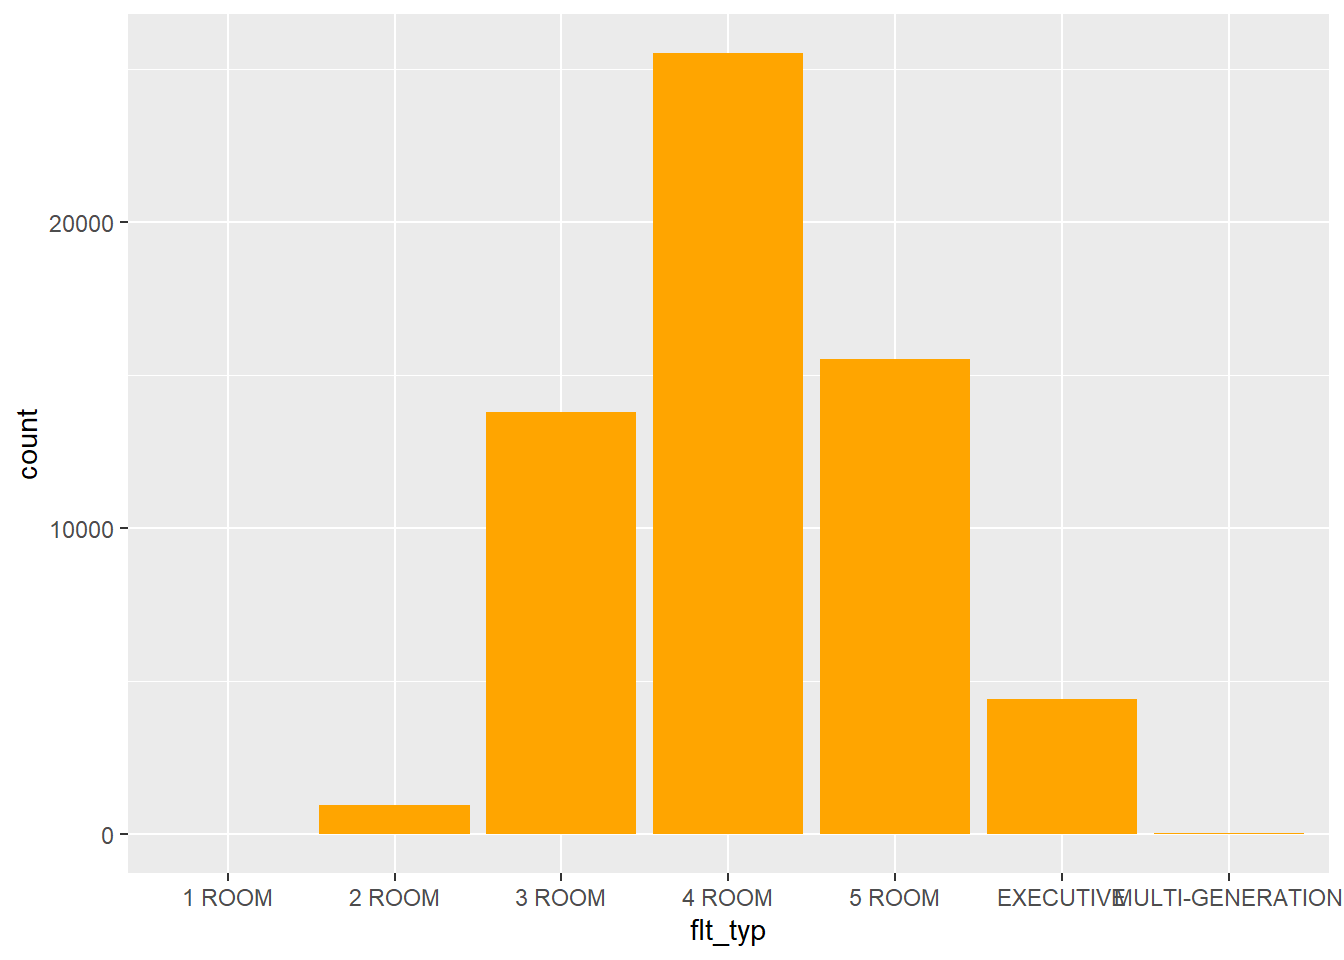 count
20000
10000
0
1 ROOM
2 ROOM
3 ROOM
4 ROOM
5 ROOM
EXECUTIVE
MULTI-GENERATION
flt_typ